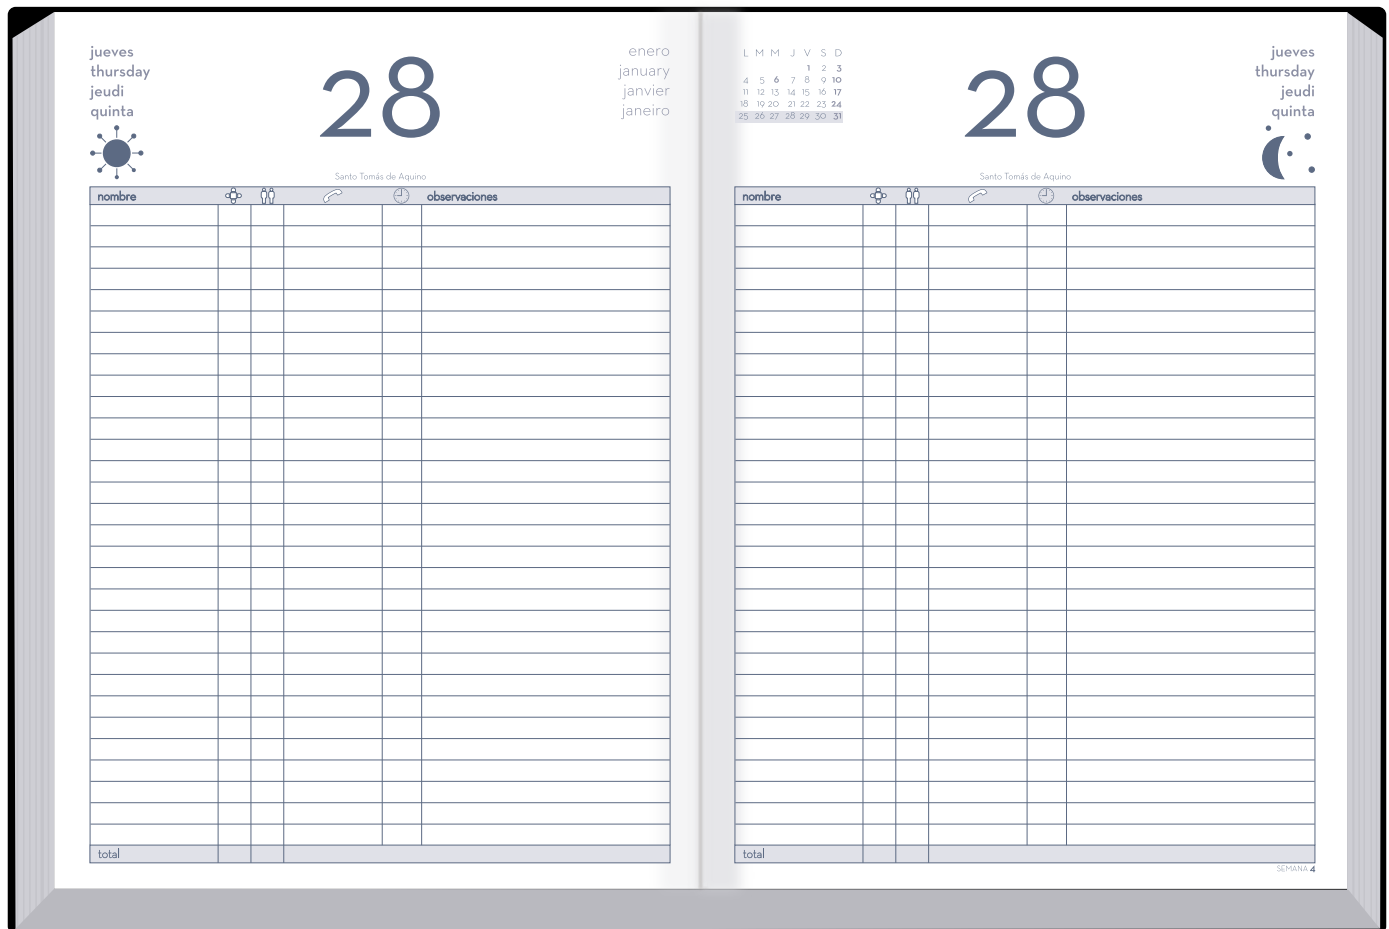 jueves
thursday
jeudi
quinta
28
enero
january
janvier
janeiro
Santo Tomás de Aquino
nombre observaciones
total
L M M J V S D
1 2 3
4 5 6 7 8 9 10
11 12 13 14 15 16 17
18 19 20 21 22 23 24
25 26 27 28 29 30 31
28
jueves
thursday
jeudi
quinta
Santo Tomás de Aquino
nombre observaciones
total
SEMANA 4